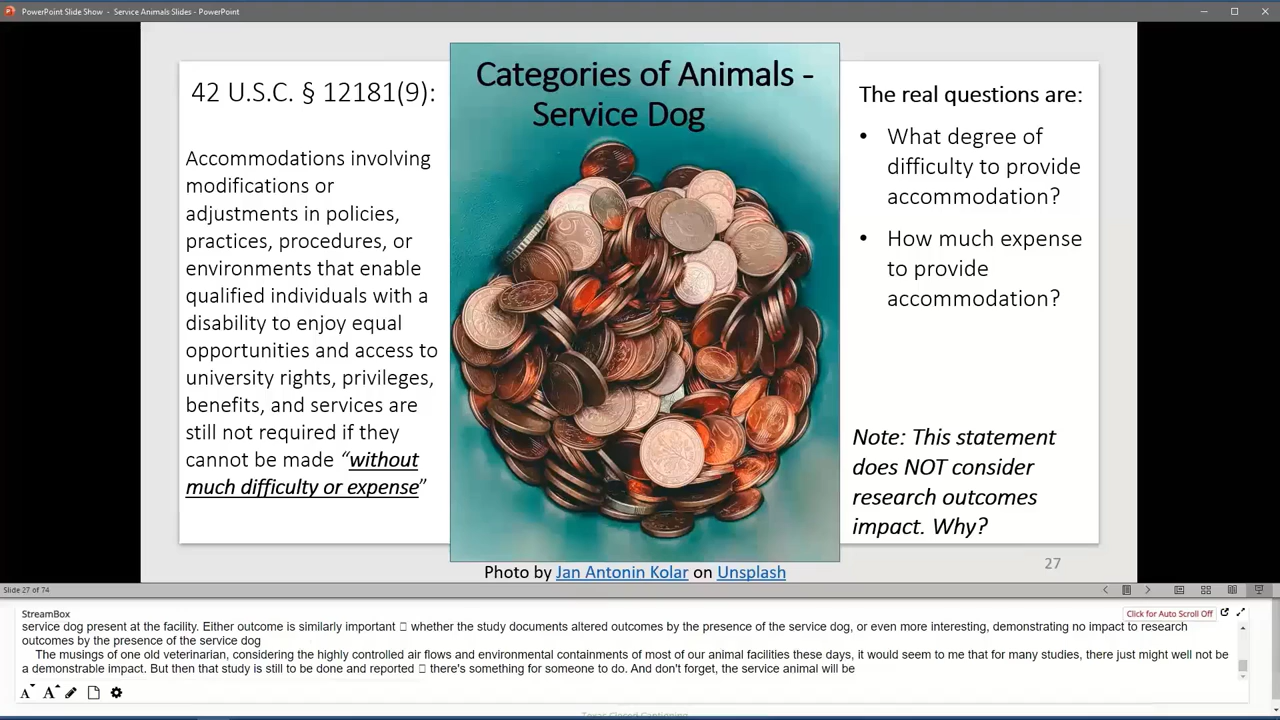 PowerPoint Slide Show - Service Animals Slides - PowerPoint
42 U.S.C. § 12181(9):
Accommodations involving
modifications or
adjustments in policies,
practices, procedures, or
environments that enable
qualified individuals with a
disability to enjoy equal
opportunities and access to
university rights, privileges,
benefits, and services are
still not required if they
cannot be made “without
much difficulty or expense”
Categories of Animals -
Service Dog
Photo by Jan Antonin Kolar on Unsplash
The real questions are:
• What degree of
difficulty to provide
accommodation?
• How much expense
to provide
accommodation?
Note: This statement
does NOT consider
research outcomes
impact. Why?
27
Slide 27 of 74
StreamBox
Click for Auto Scroll Off
service dog present at the facility. Either outcome is similarly important □ whether the study documents altered outcomes by the presence of the service dog, or even more interesting, demonstrating no impact to research
outcomes by the presence of the service dog
The musings of one old veterinarian, considering the highly controlled air flows and environmental containments of most of our animal facilities these days, it would seem to me that for many studies, there just might well not be
a demonstrable impact. But then that study is still to be done and reported □ there's something for someone to do. And don't forget, the service animal will be
A A
Texas Closed Captioning